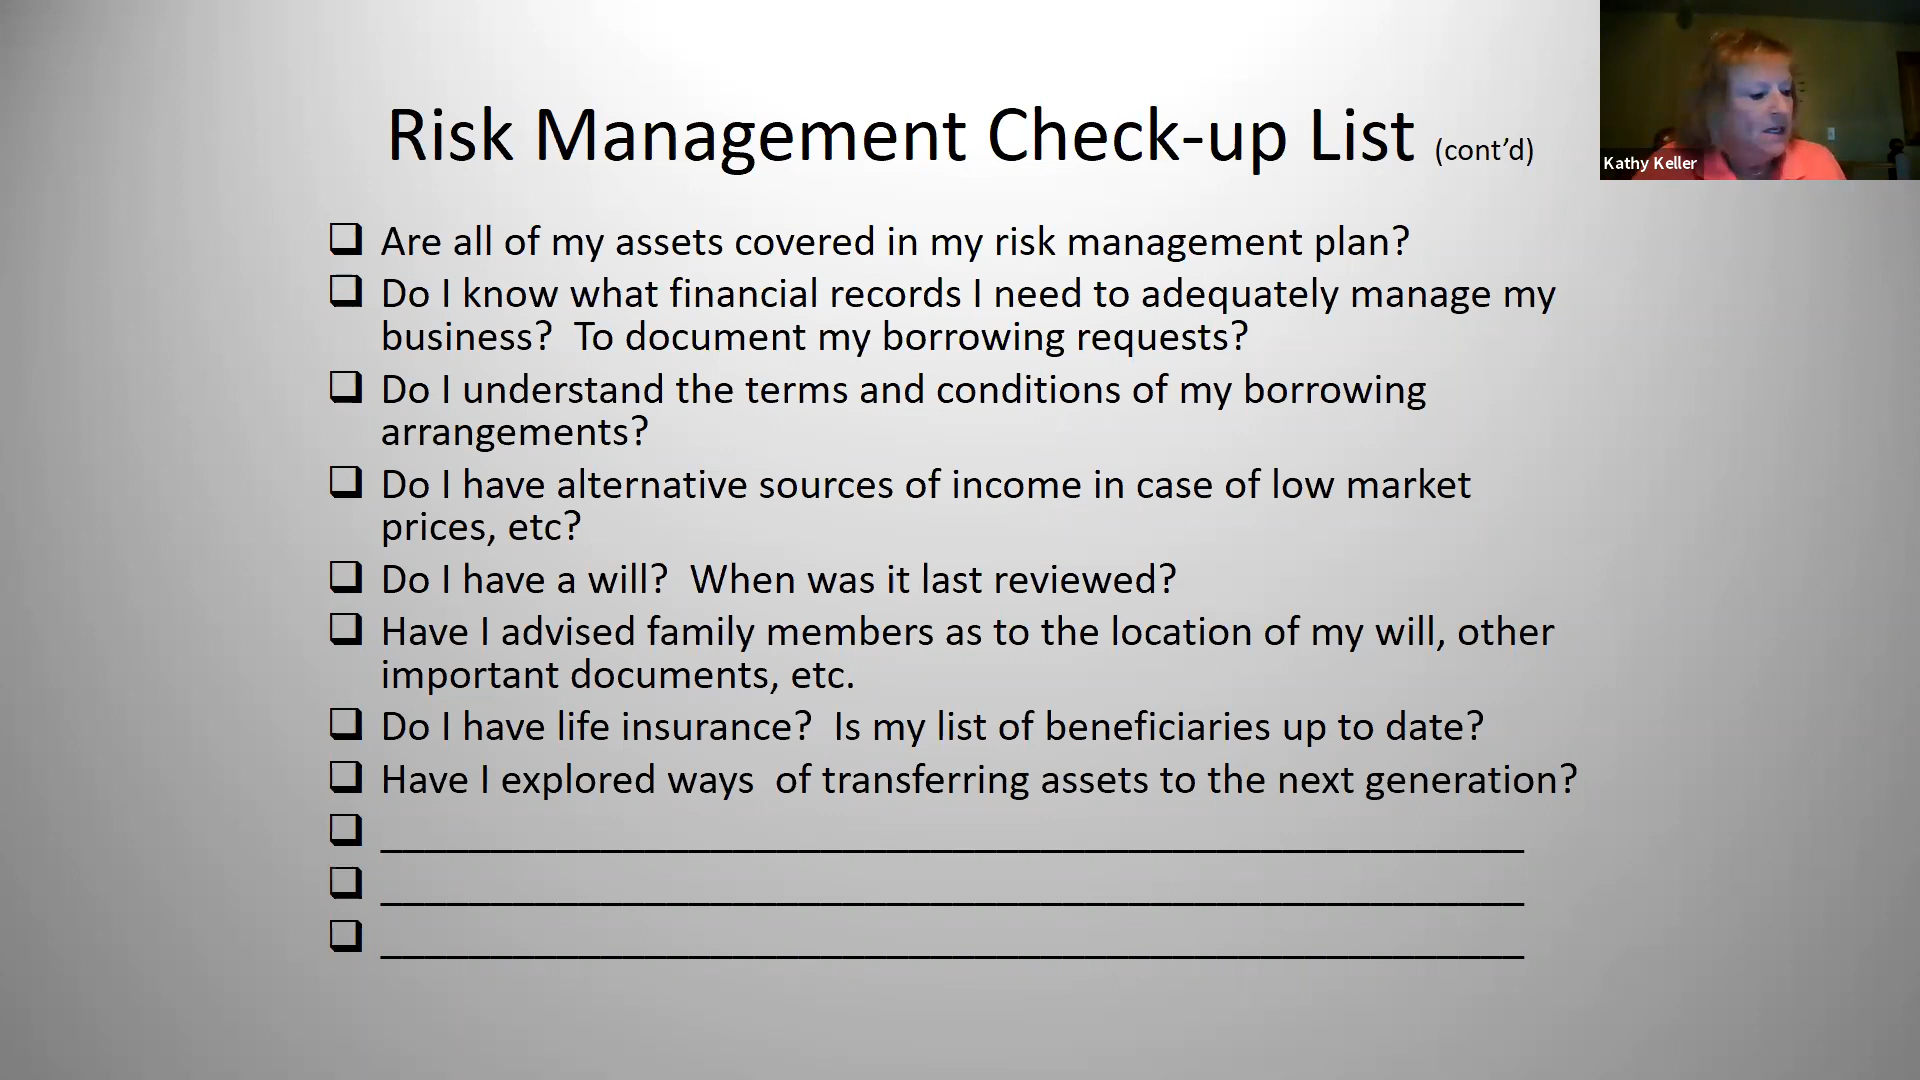 Risk Management Check-up List (cont’d)
Kathy Keller
❑ Are all of my assets covered in my risk management plan?
❑ Do I know what financial records I need to adequately manage my
business?  To document my borrowing requests?
❑ Do I understand the terms and conditions of my borrowing
arrangements?
❑ Do I have alternative sources of income in case of low market
prices, etc?
❑ Do I have a will?  When was it last reviewed?
❑ Have I advised family members as to the location of my will, other
important documents, etc.
❑ Do I have life insurance?  Is my list of beneficiaries up to date?
❑ Have I explored ways  of transferring assets to the next generation?
❑ ____________________________________________________
❑ ____________________________________________________
❑ ____________________________________________________